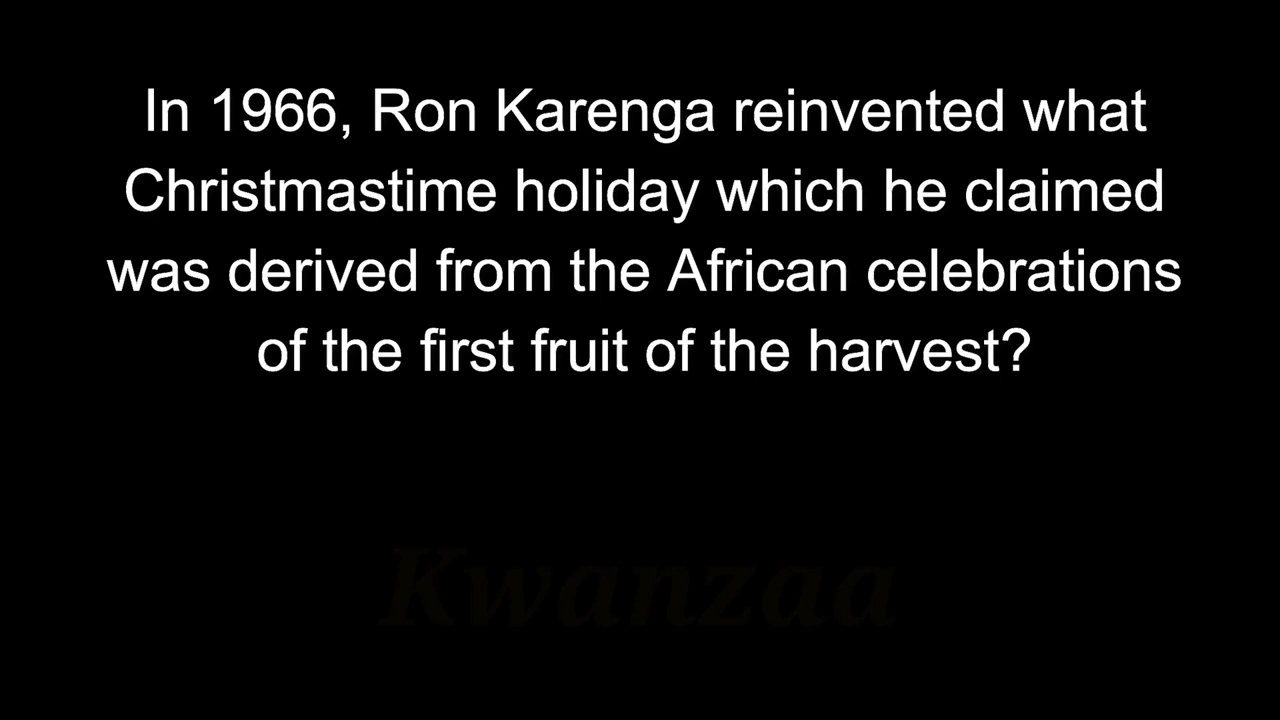 In 1966, Ron Karenga reinvented what
Christmastime holiday which he claimed
was derived from the African celebrations
of the first fruit of the harvest?
Kwanzaa